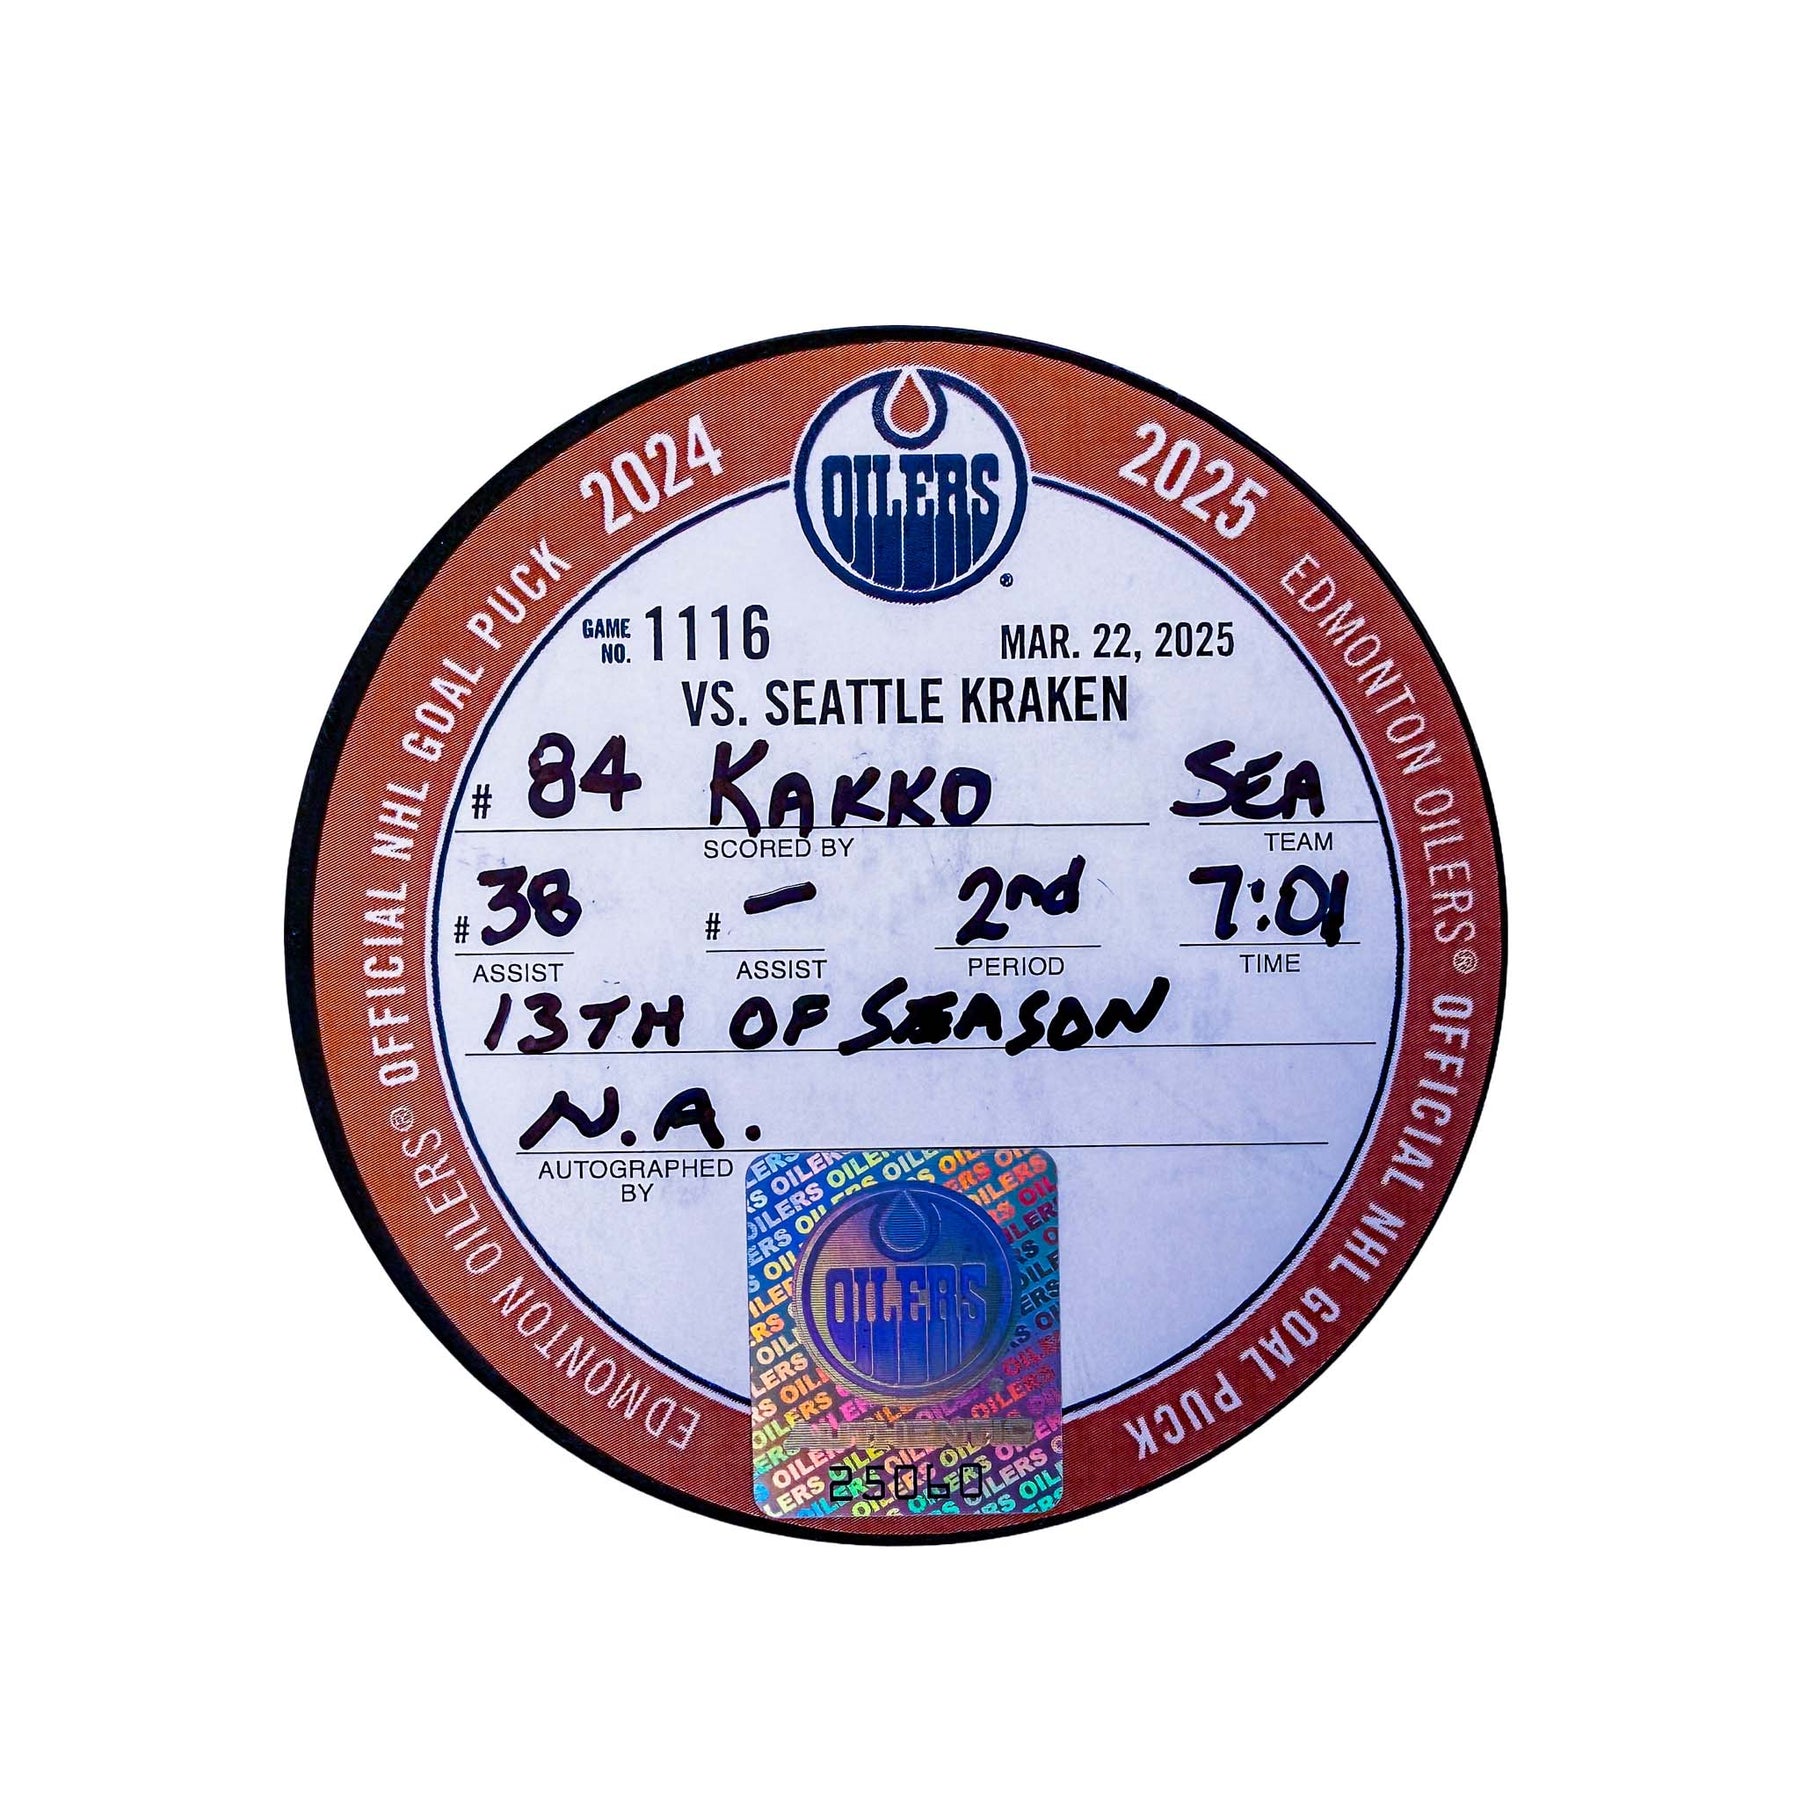 2024
2025
OILERS
EDMONTON OILERS® OFFICIAL NHL GOAL PUCK
EDMONTON OILERS® OFFICIAL NHL GOAL PUCK
GAME NO. 1116
MAR. 22, 2025
VS. SEATTLE KRAKEN
# 84 KAKKO SEA
SCORED BY TEAM
# 38 # – 2nd 7:01
ASSIST ASSIST PERIOD TIME
13TH OF SEASON
N.A.
AUTOGRAPHED
BY
OILERS
AUTHENTIC
25060